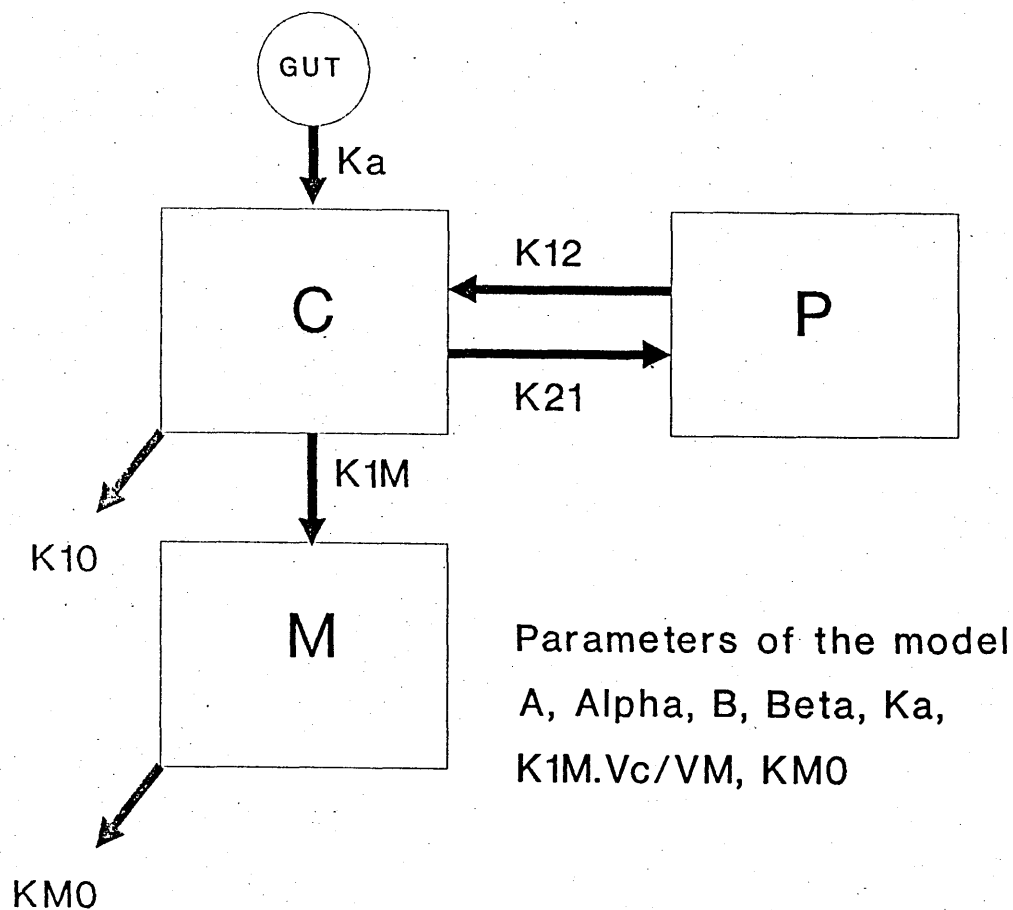 GUT
Ka
K12
C
P
K21
K1M
K10
M
Parameters of the model
A, Alpha, B, Beta, Ka,
K1M.Vc/VM, KM0
KM0